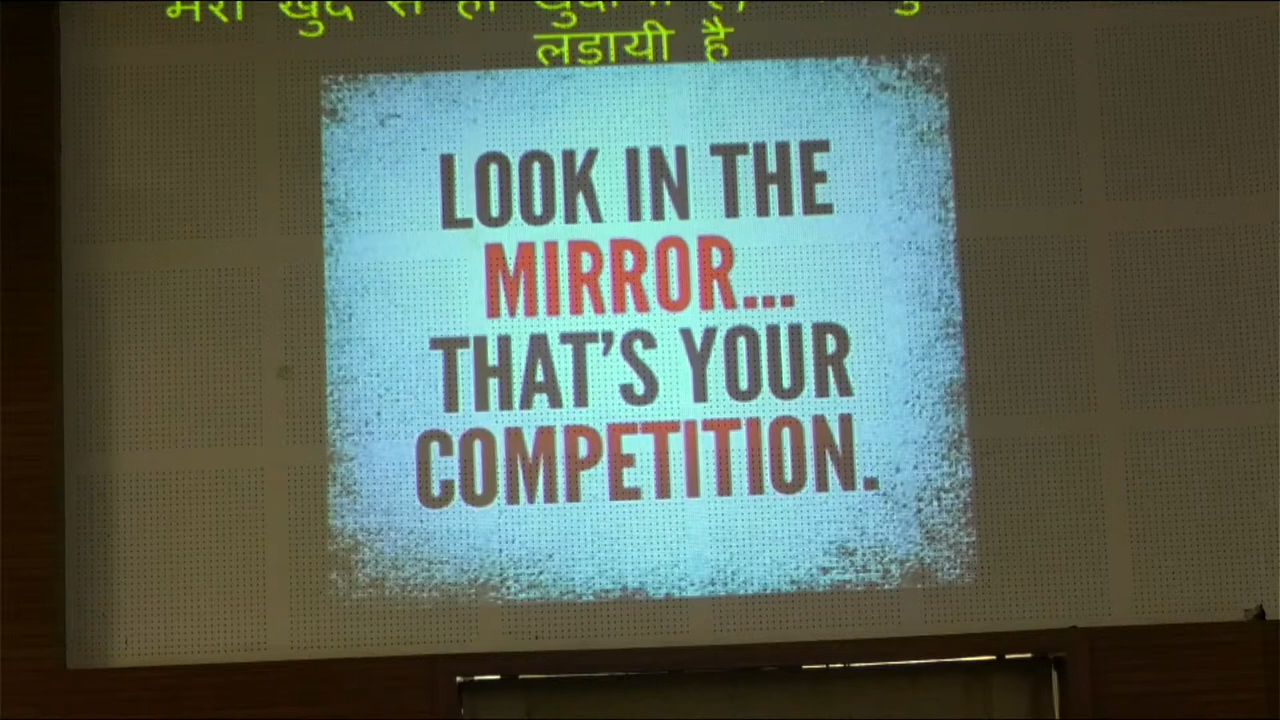 मेरी खुद से ही
लडायी है
LOOK IN THE
MIRROR...
THAT'S YOUR
COMPETITION.